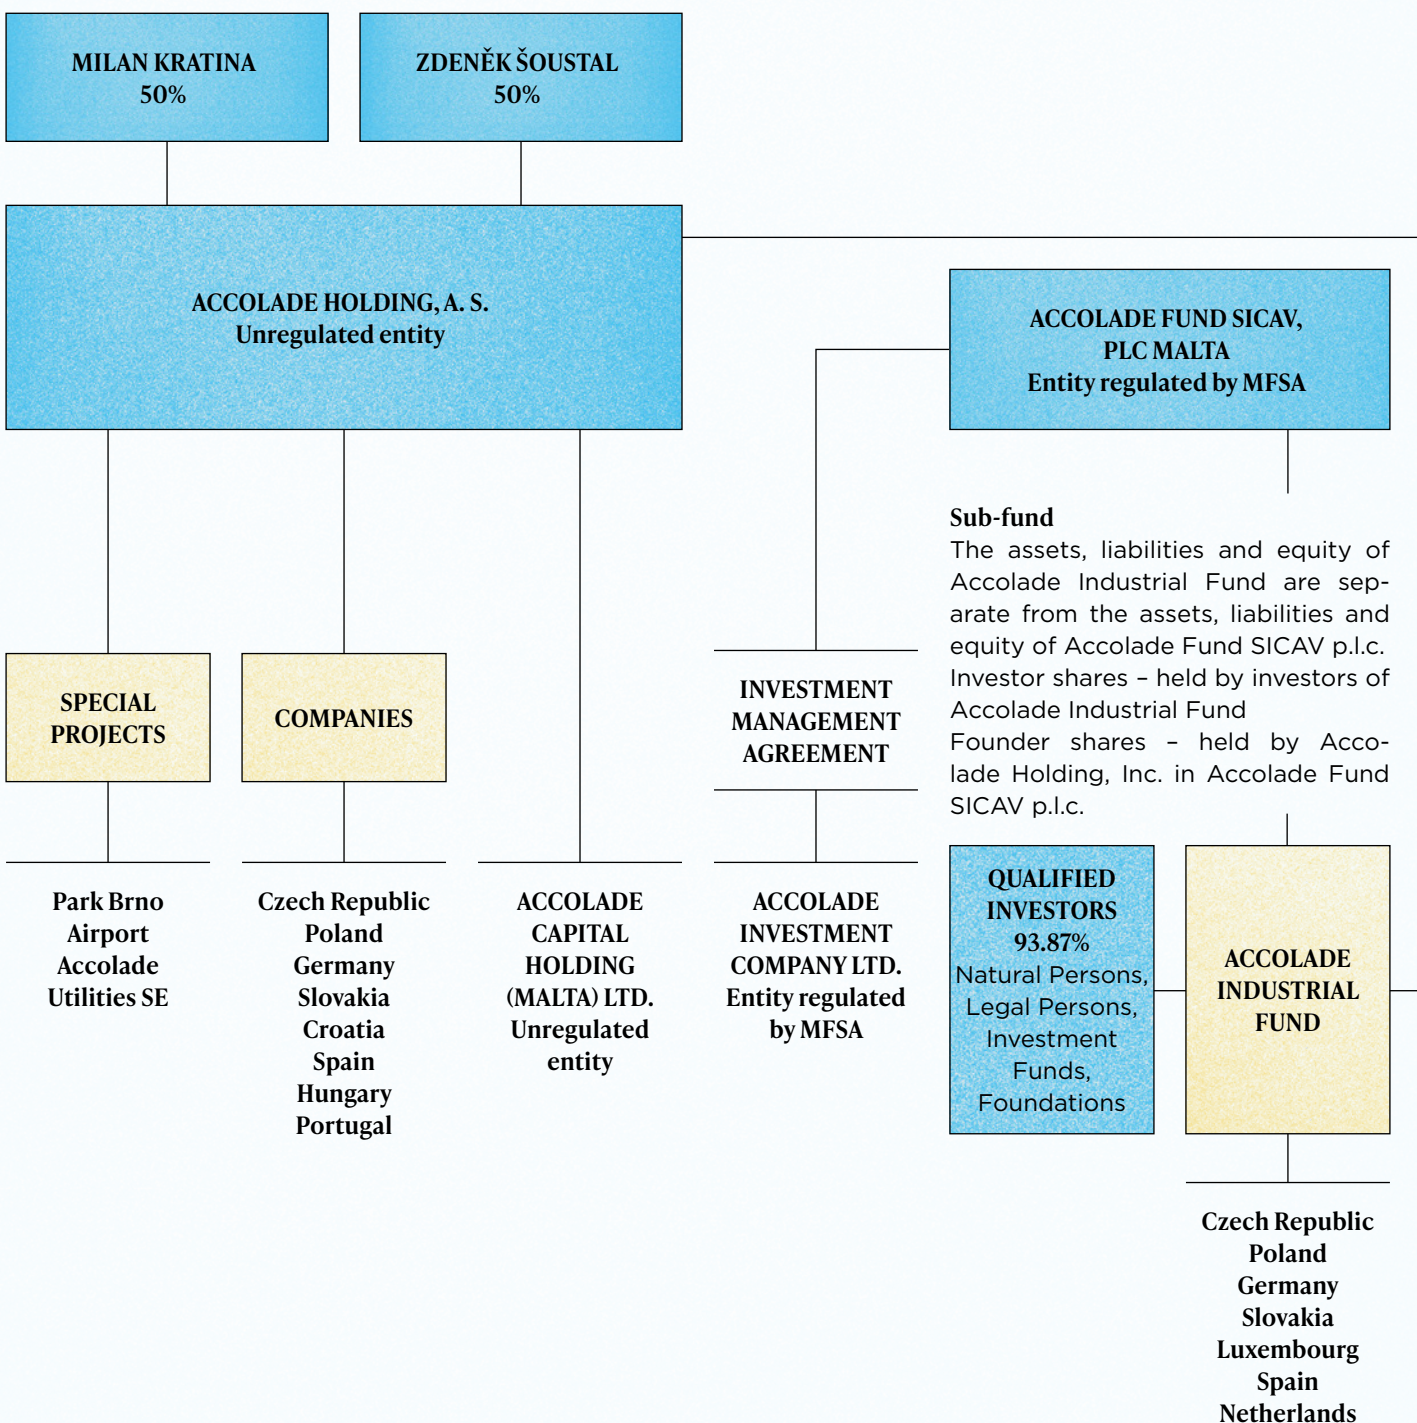 MILAN KRATINA
50%
ZDENĚK ŠOUSTAL
50%
ACCOLADE HOLDING, A. S.
Unregulated entity
ACCOLADE FUND SICAV,
PLC MALTA
Entity regulated by MFSA
Sub-fund
The assets, liabilities and equity of
Accolade Industrial Fund are sep-
arate from the assets, liabilities and
equity of Accolade Fund SICAV p.l.c.
Investor shares – held by investors of
Accolade Industrial Fund
Founder shares – held by Acco-
lade Holding, Inc. in Accolade Fund
SICAV p.l.c.
SPECIAL
PROJECTS
COMPANIES
INVESTMENT
MANAGEMENT
AGREEMENT
Park Brno
Airport
Accolade
Utilities SE
Czech Republic
Poland
Germany
Slovakia
Croatia
Spain
Hungary
Portugal
ACCOLADE
CAPITAL
HOLDING
(MALTA) LTD.
Unregulated
entity
ACCOLADE
INVESTMENT
COMPANY LTD.
Entity regulated
by MFSA
QUALIFIED
INVESTORS
93.87%
Natural Persons,
Legal Persons,
Investment
Funds,
Foundations
ACCOLADE
INDUSTRIAL
FUND
Czech Republic
Poland
Germany
Slovakia
Luxembourg
Spain
Netherlands